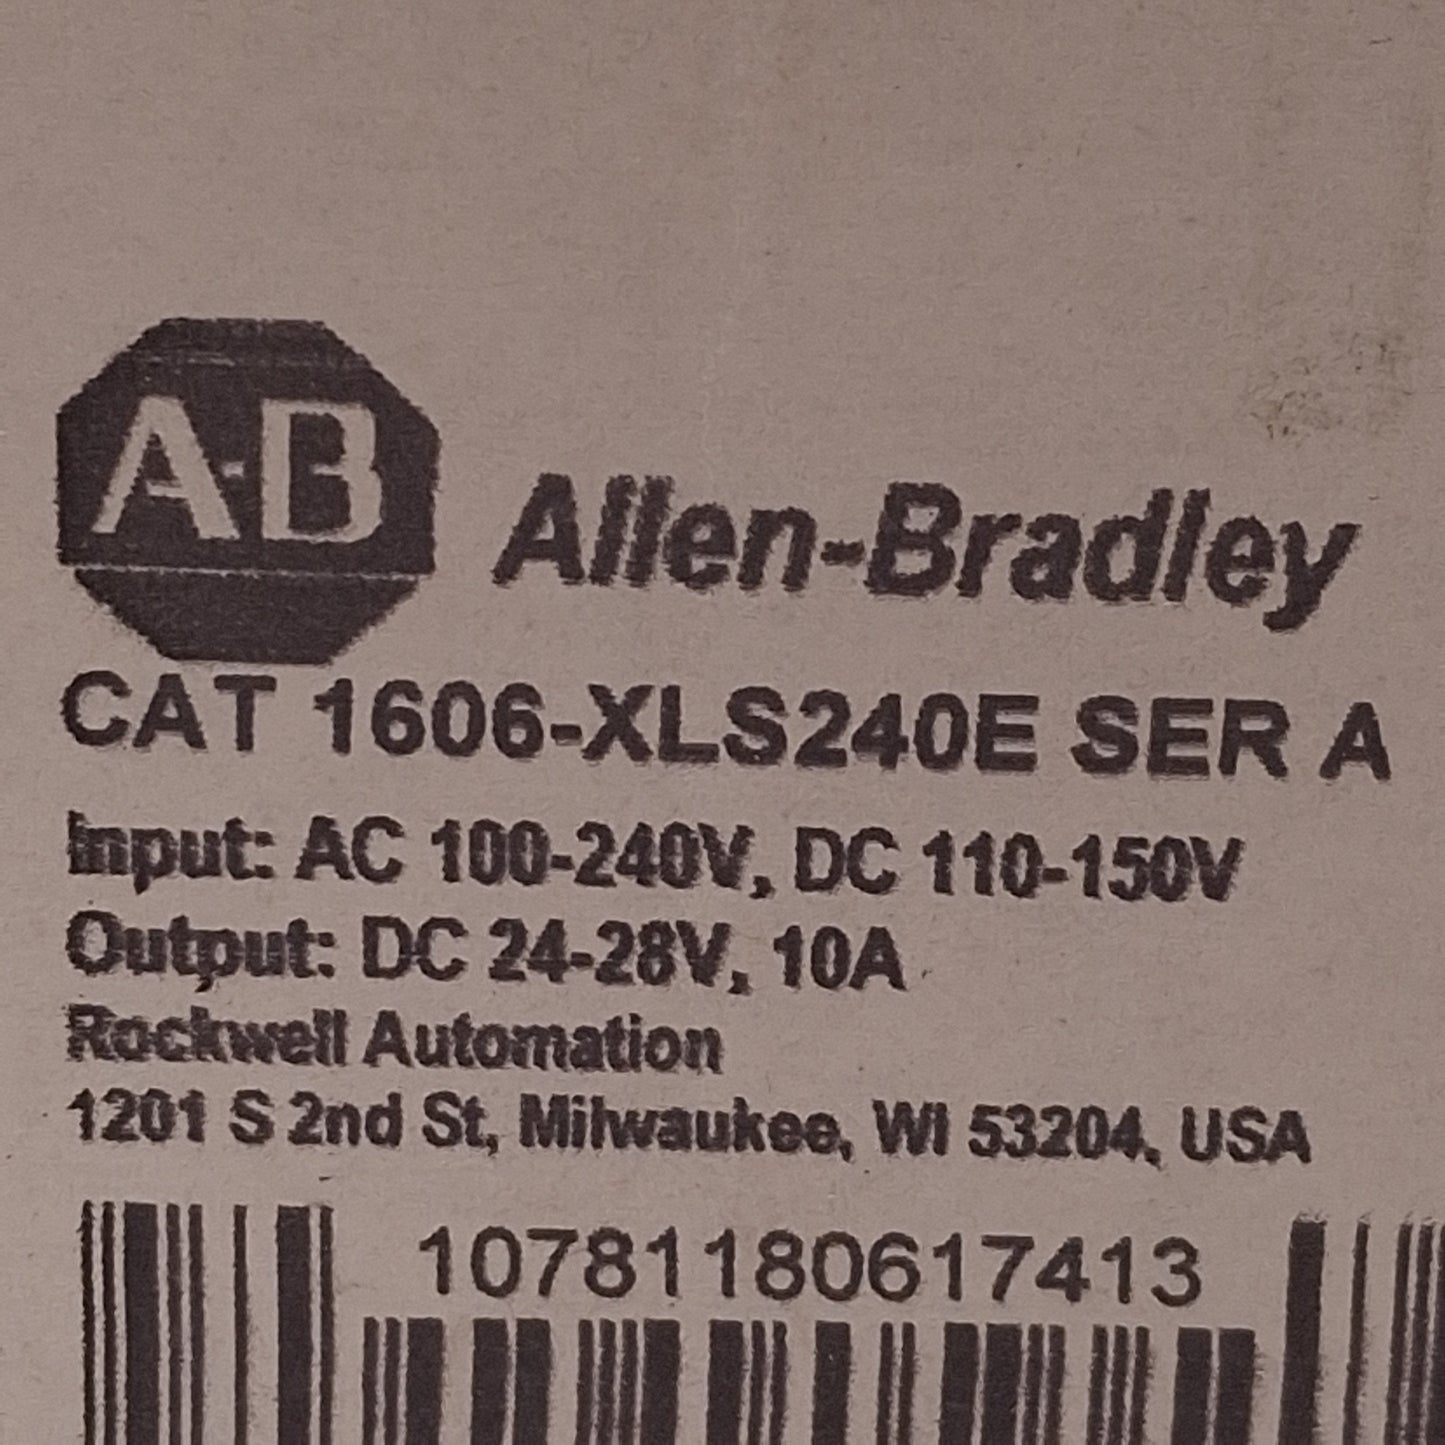 A-B
Allen-Bradley
CAT 1606-XLS240E SER A
Input: AC 100-240V, DC 110-150V
Output: DC 24-28V, 10A
Rockwell Automation
1201 S 2nd St, Milwaukee, WI 53204, USA
10781180617413